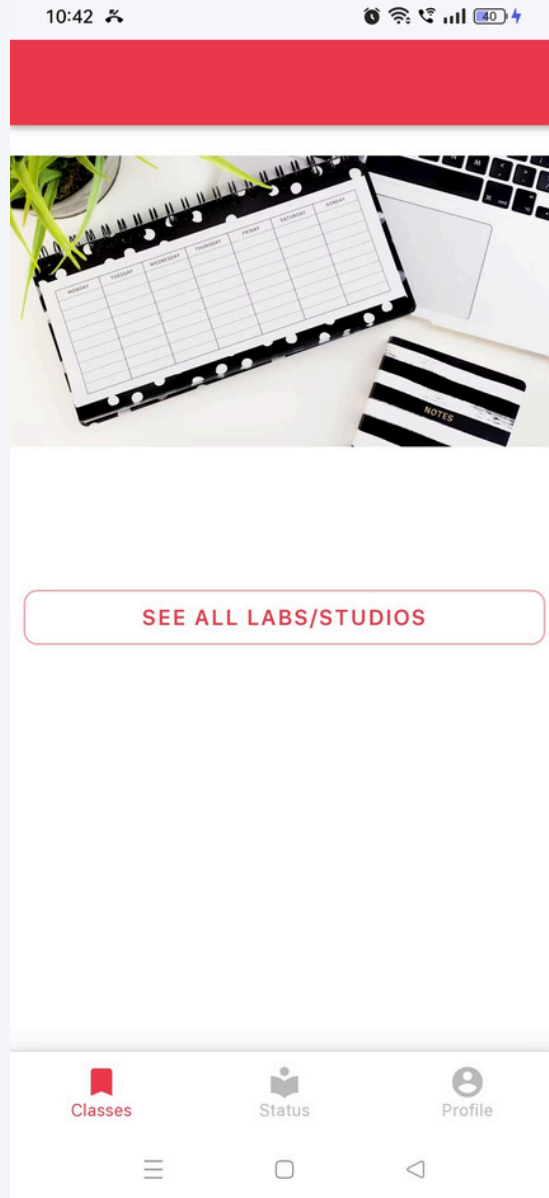 10:42
40
MONDAY
TUESDAY
WEDNESDAY
THURSDAY
FRIDAY
SATURDAY
SUNDAY
NOTES
SEE ALL LABS/STUDIOS
Classes
Status
Profile